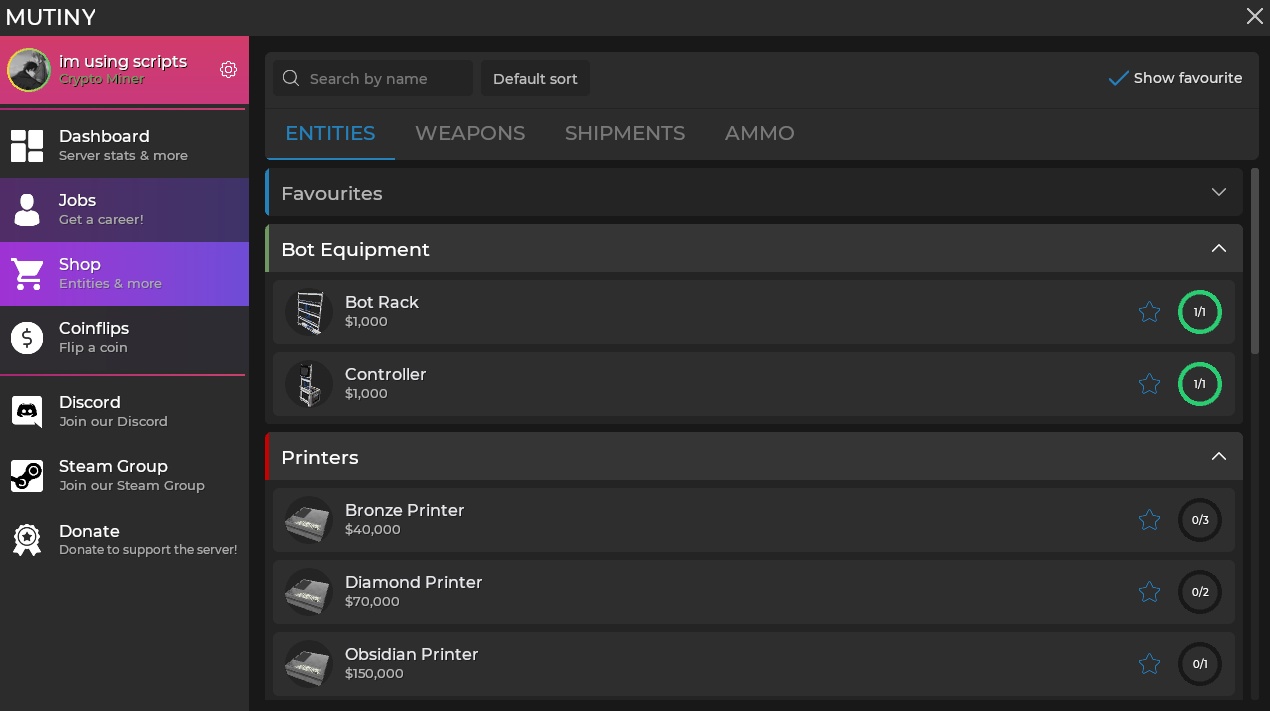 MUTINY
im using scripts
Crypto Miner
Dashboard
Server stats & more
Jobs
Get a career!
Shop
Entities & more
Coinflips
Flip a coin
Discord
Join our Discord
Steam Group
Join our Steam Group
Donate
Donate to support the server!
Search by name
Default sort
Show favourite
ENTITIES WEAPONS SHIPMENTS AMMO
Favourites
Bot Equipment
Bot Rack
$1,000
1/1
Controller
$1,000
1/1
Printers
Bronze Printer
$40,000
0/3
Diamond Printer
$70,000
0/2
Obsidian Printer
$150,000
0/1